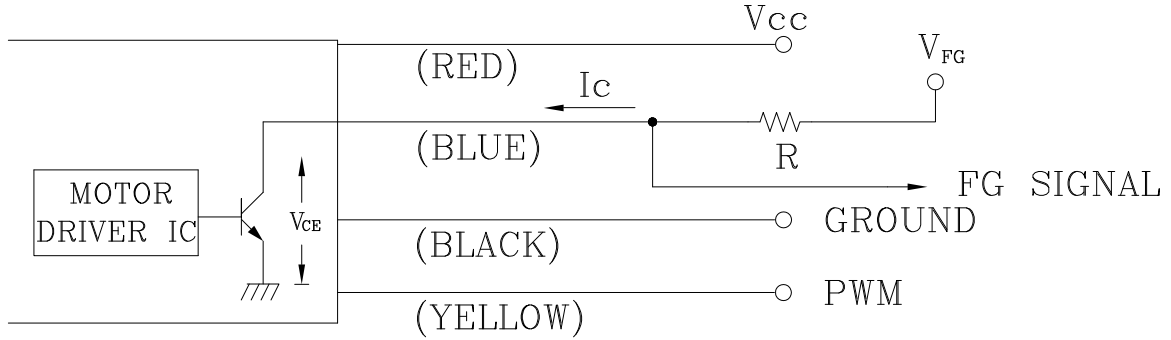 Vcc
(RED)
VFG
Ic
(BLUE)
R
MOTOR
DRIVER IC
VCE
FG SIGNAL
GROUND
(BLACK)
PWM
(YELLOW)